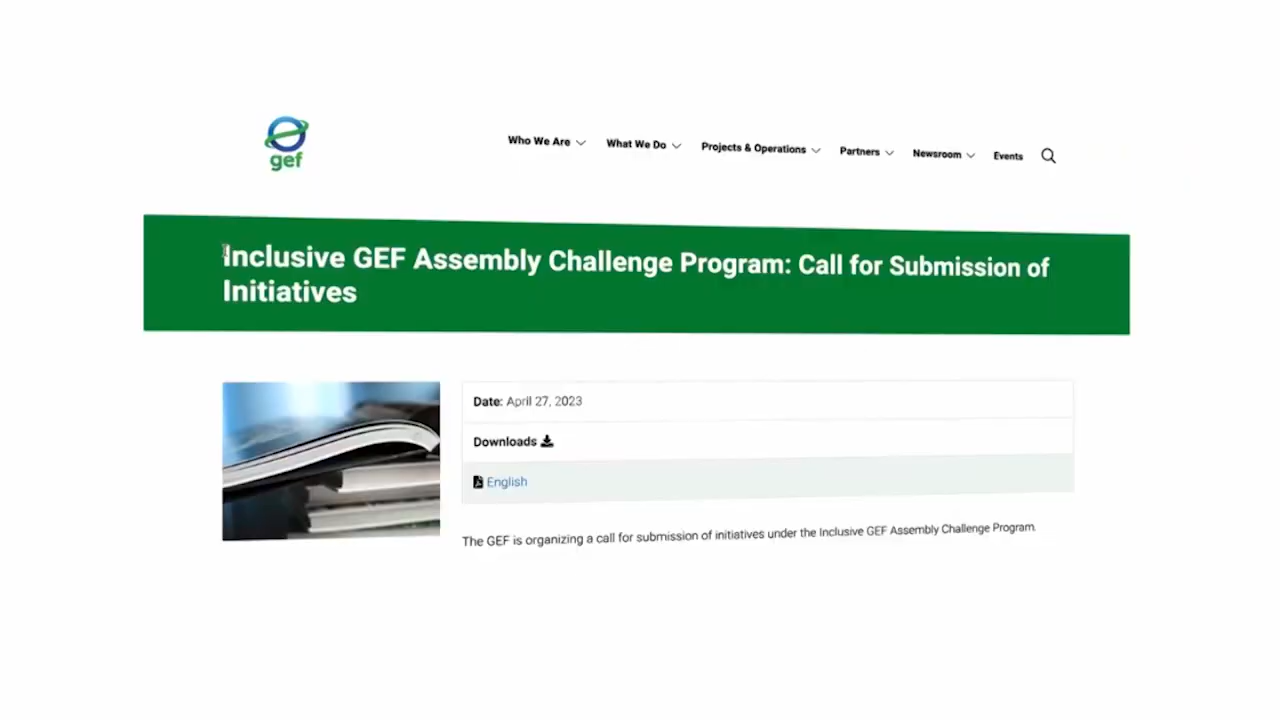 gef
Who We Are
What We Do
Projects & Operations
Partners
Newsroom
Events
Inclusive GEF Assembly Challenge Program: Call for Submission of
Initiatives
Date: April 27, 2023
Downloads
English
The GEF is organizing a call for submission of initiatives under the Inclusive GEF Assembly Challenge Program.